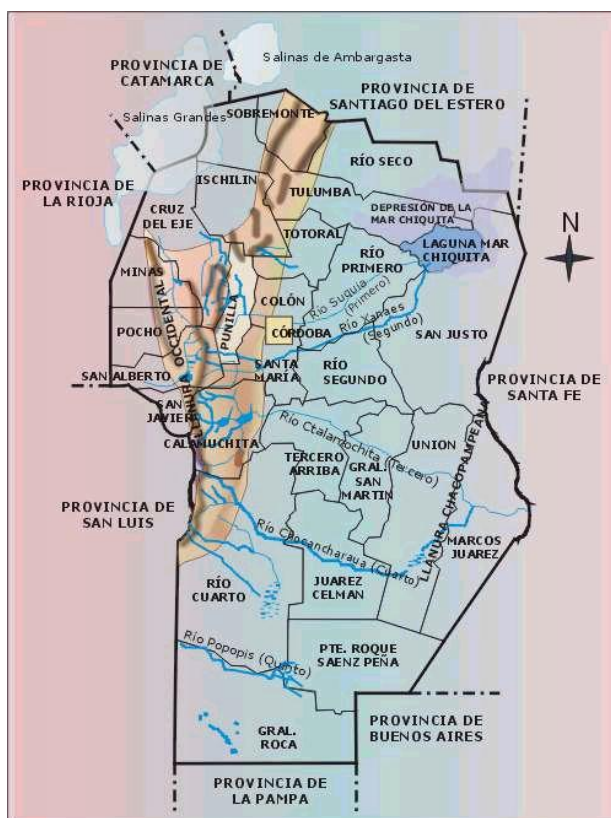 Salinas de Ambargasta
PROVINCIA DE
CATAMARCA
PROVINCIA DE
SANTIAGO DEL ESTERO
Salinas Grandes
SOBREMONTE
RÍO SECO
PROVINCIA DE
LA RIOJA
ISCHILIN
TULUMBA
CRUZ
DEL EJE
DEPRESIÓN DE LA
MAR CHIQUITA
TOTORAL
LAGUNA MAR
CHIQUITA
N
RÍO
PRIMERO
MINAS
COLÓN
Río Suquia
(Primero)
PUNILLA
LLANURA OCCIDENTAL
POCHO
CÓRDOBA
Río Xanaes
(Segundo)
SAN JUSTO
SAN ALBERTO
SANTA
MARÍA
RÍO
SEGUNDO
PROVINCIA DE
SANTA FE
SAN
JAVIER
CALAMUCHITA
Río Ctalamochita (Tercero)
UNION
TERCERO
ARRIBA
GRAL.
SAN
MARTIN
LLANURA CHACOPAMPEANA
PROVINCIA DE
SAN LUIS
Río Chocancharaua (Cuarto)
MARCOS
JUAREZ
RÍO
CUARTO
JUAREZ
CELMAN
Río Popopis (Quinto)
PTE. ROQUE
SAENZ PEÑA
GRAL.
ROCA
PROVINCIA DE
BUENOS AIRES
PROVINCIA DE
LA PAMPA